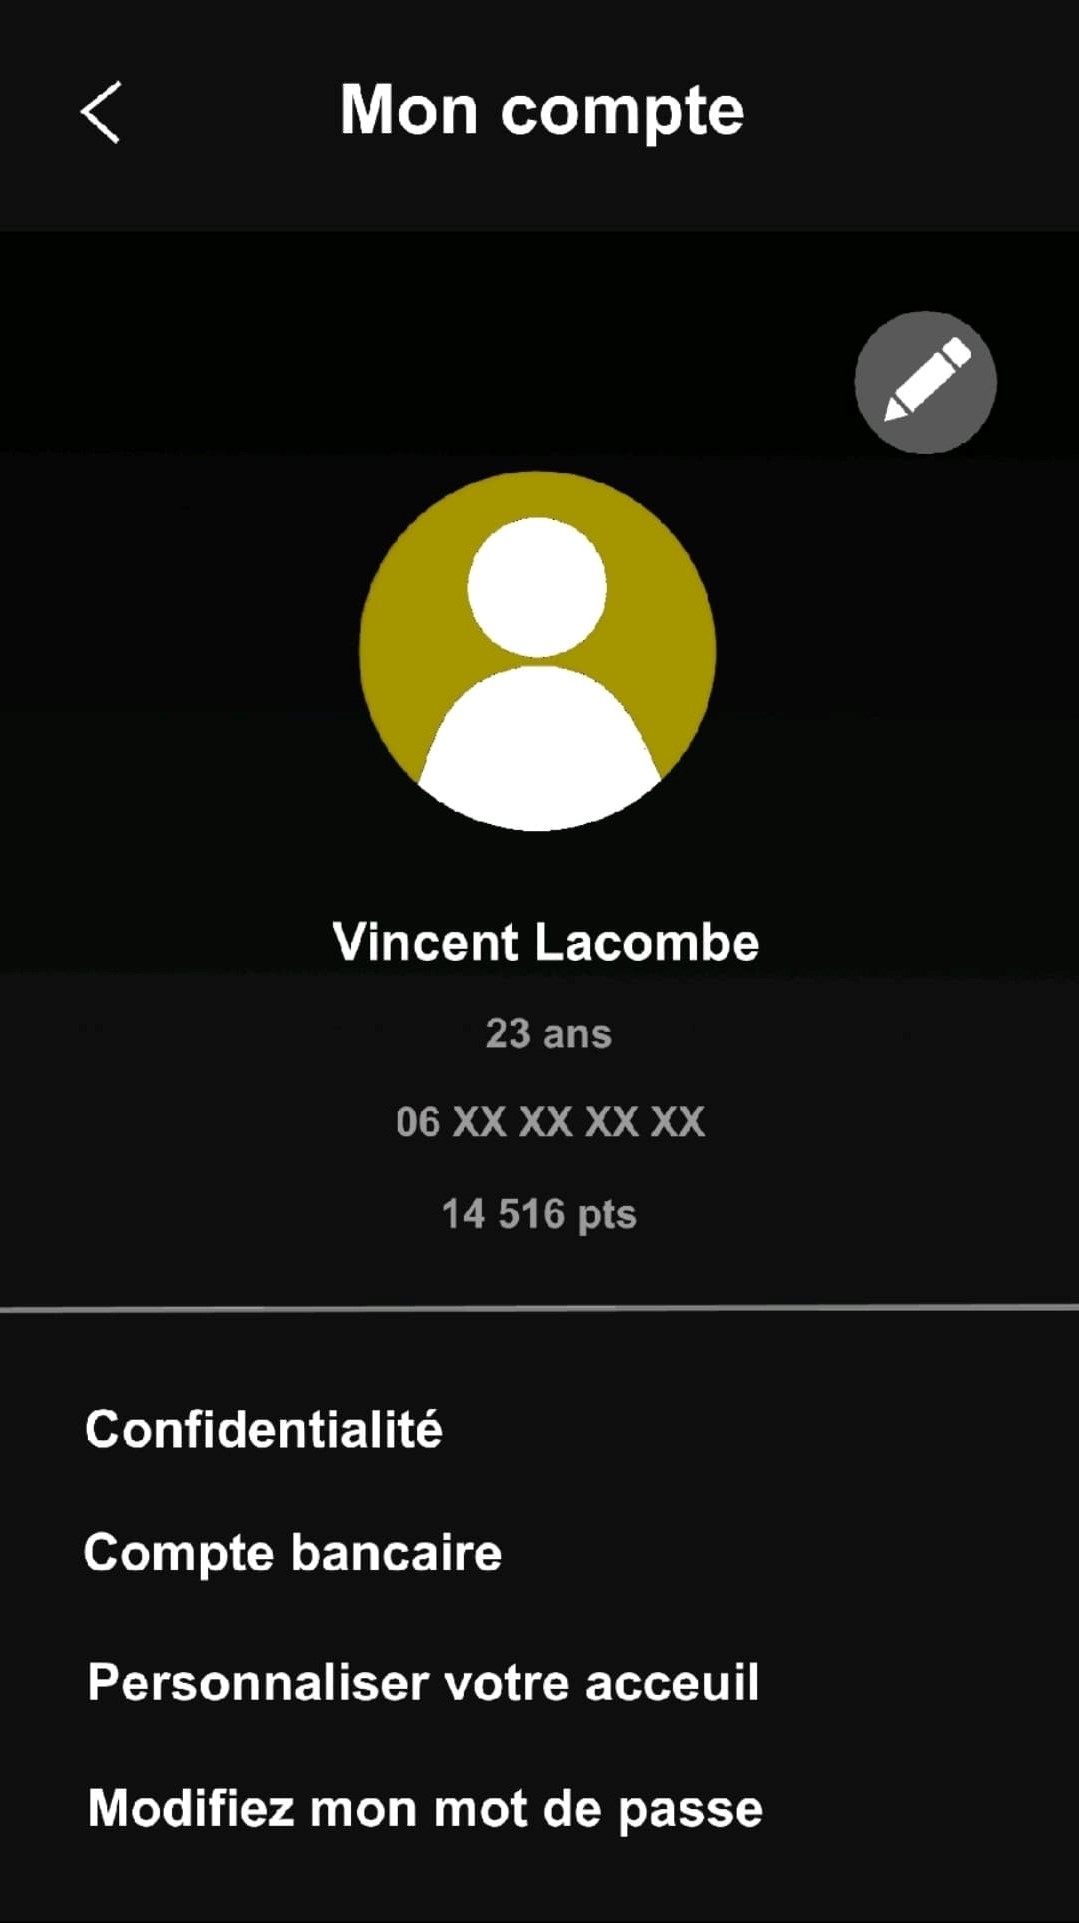 Mon compte
Vincent Lacombe
23 ans
06 XX XX XX XX
14 516 pts
Confidentialité
Compte bancaire
Personnaliser votre acceuil
Modifiez mon mot de passe